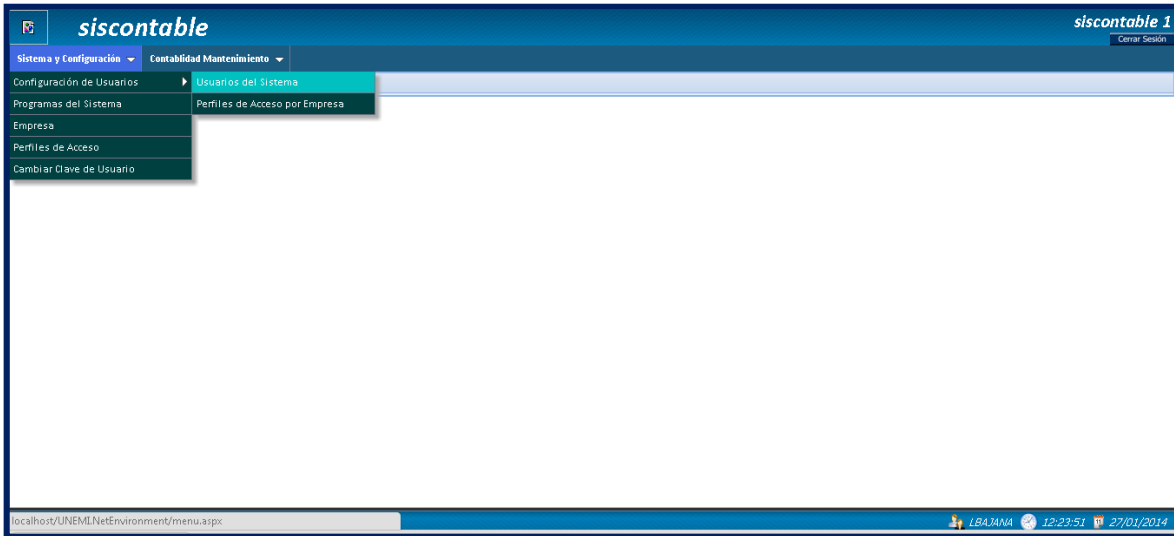 siscontable
siscontable 1
Cerrar Sesión
Sistema y Configuración
Contablidad Mantenimiento
Configuración de Usuarios
Usuarios del Sistema
Programas del Sistema
Perfiles de Acceso por Empresa
Empresa
Perfiles de Acceso
Cambiar Clave de Usuario
localhost/UNEMI.NetEnvironment/menu.aspx
LBAJANA 12:23:51 27/01/2014